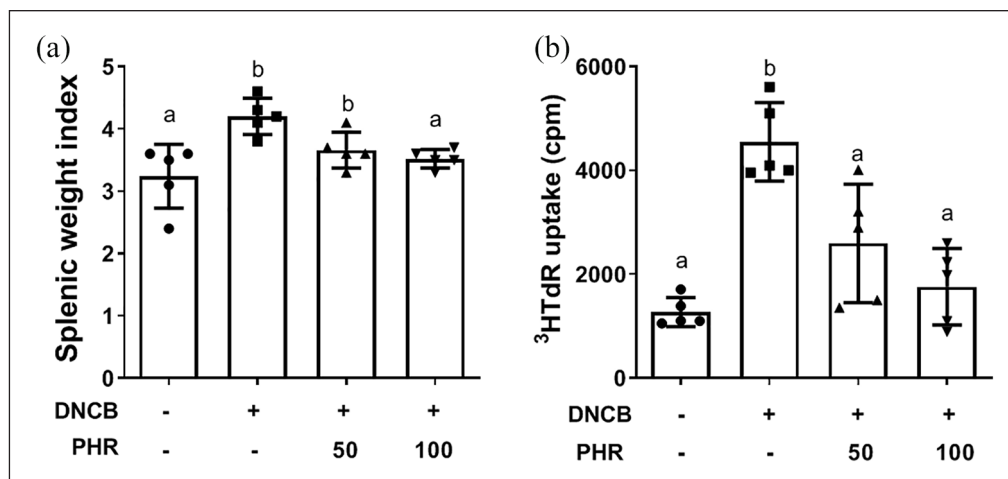 (a)
Splenic weight index
5
4
3
2
1
0
a
b
b
a
DNCB - + + +
PHR - - 50 100
(b)
³HTdR uptake (cpm)
6000
4000
2000
0
a
b
a
a
DNCB - + + +
PHR - - 50 100